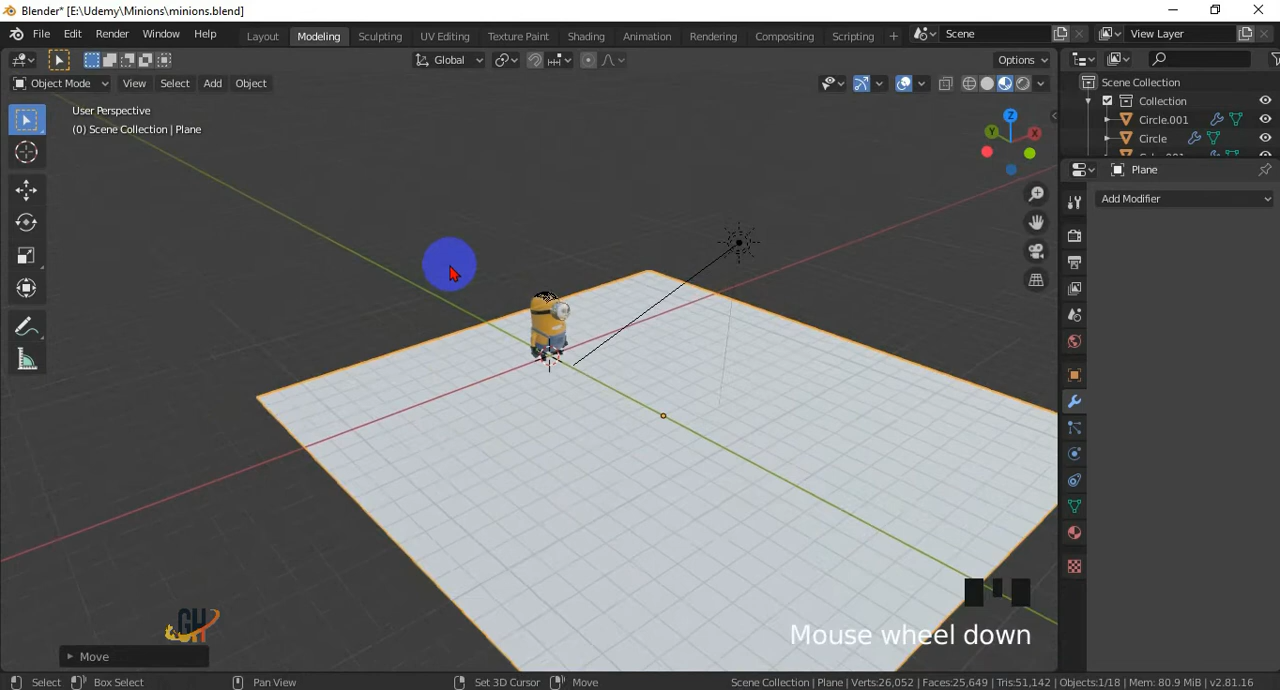 Blender* [E:\Udemy\Minions\minions.blend]
File Edit Render Window Help Layout Modeling Sculpting UV Editing Texture Paint Shading Animation Rendering Compositing Scripting + Scene View Layer
Global Options
Object Mode View Select Add Object
User Perspective
(0) Scene Collection | Plane
Z
Y
X
Scene Collection
Collection
Circle.001
Circle
Plane
Add Modifier
GH
Mouse wheel down
Move
Select Box Select Pan View Set 3D Cursor Move Scene Collection | Plane | Verts:26,052 | Faces:25,649 | Tris:51,142 | Objects:1/18 | Mem: 80.9 MiB | v2.81.16